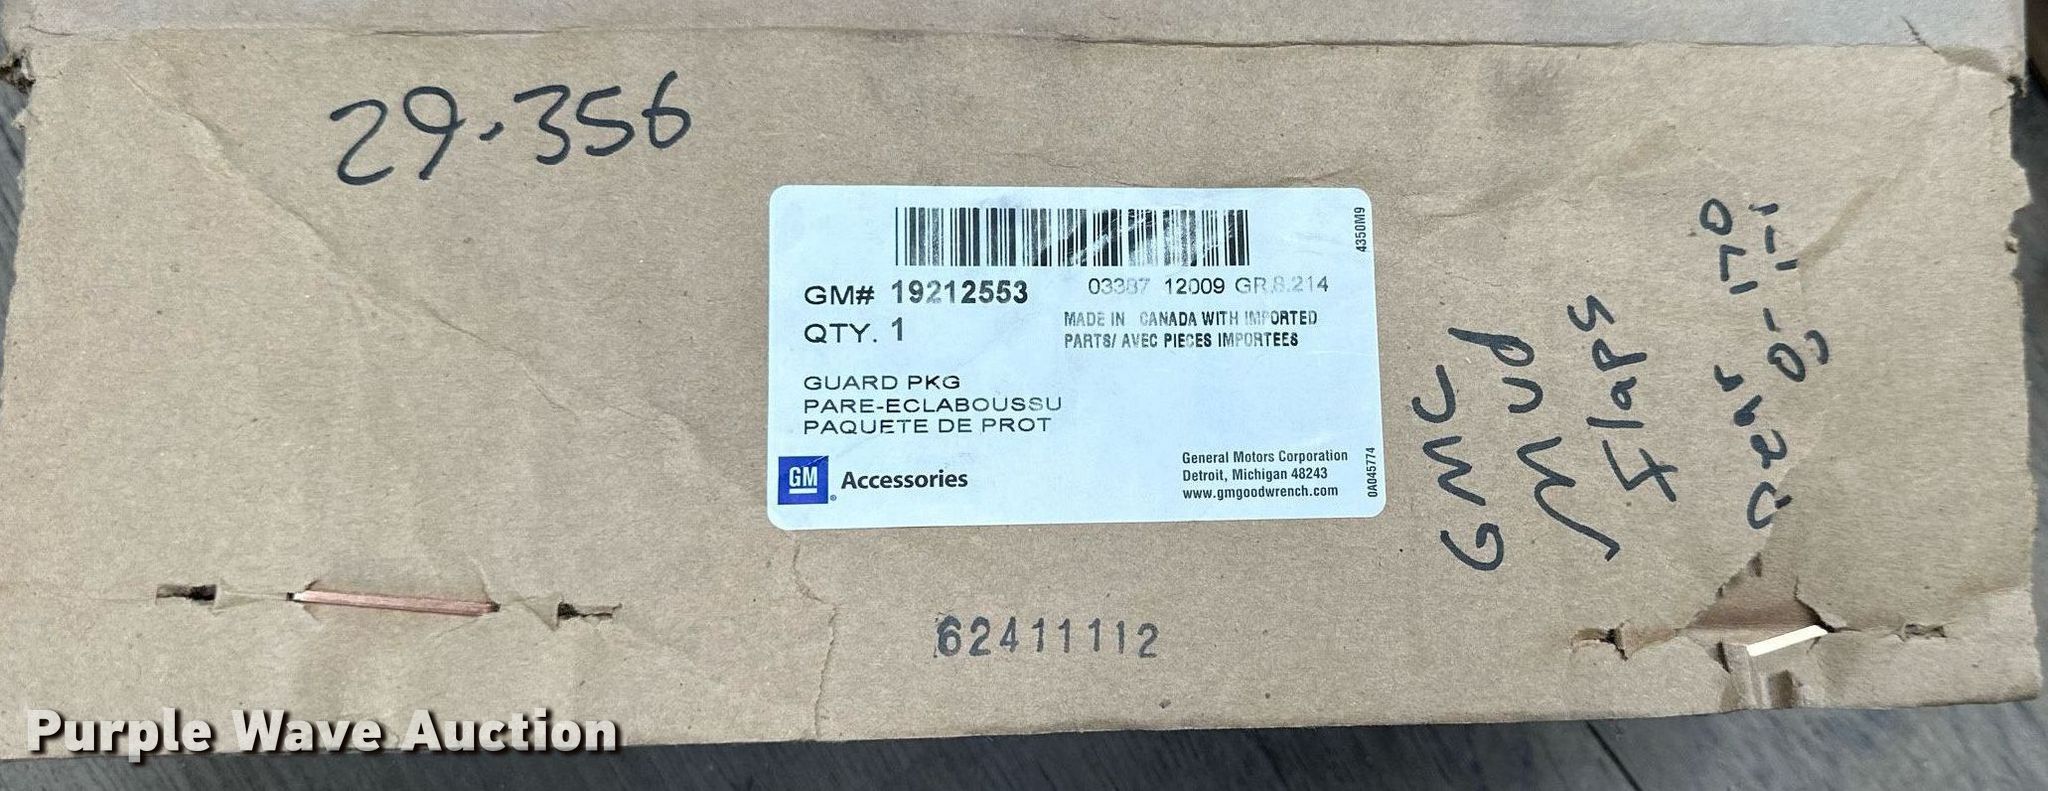 29.356
4350M9
GM# 19212553
03387 12009 GR.8.214
QTY. 1
MADE IN CANADA WITH IMPORTED
PARTS/ AVEC PIECES IMPORTEES
GUARD PKG
PARE-ECLABOUSSU
PAQUETE DE PROT
GM Accessories
General Motors Corporation
Detroit, Michigan 48243
www.gmgoodwrench.com
0A045774
GMC
Mud
Flaps
Rear
62411112
Purple Wave Auction